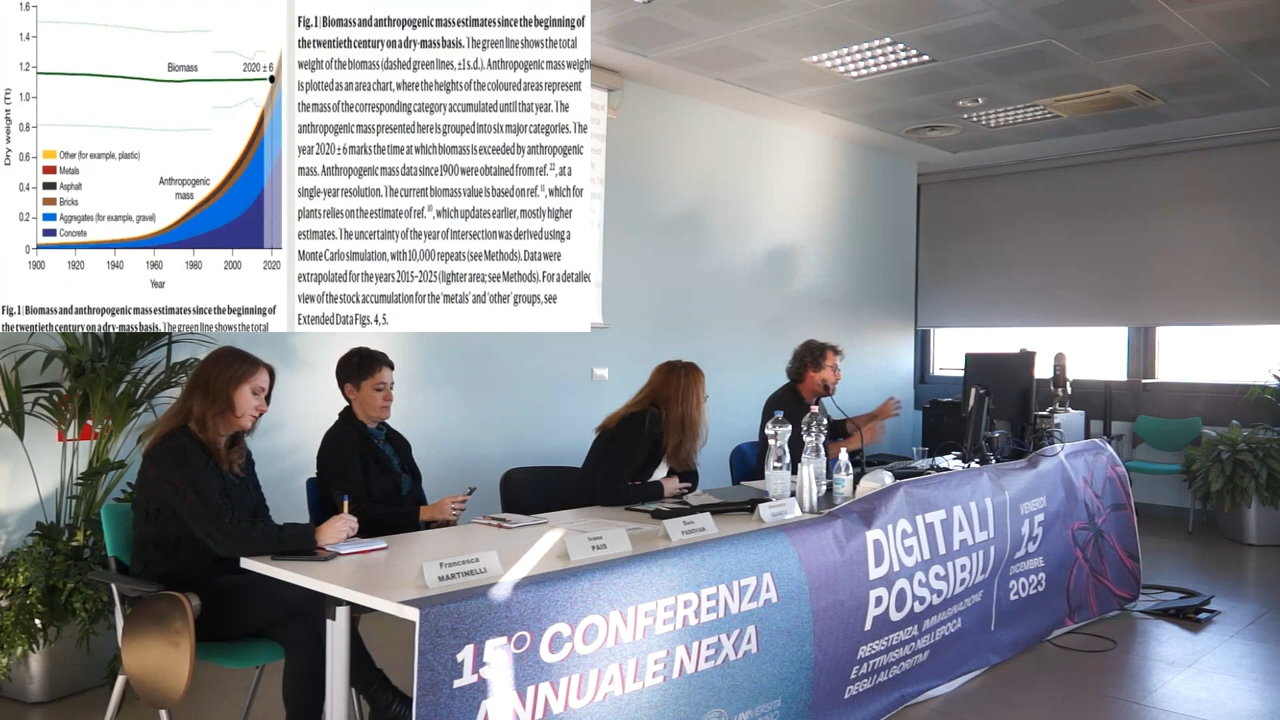 1.6
1.4
1.2
1.0
0.8
0.6
0.4
0.2
0
Dry weight (Tt)
Biomass
2020 ± 6
Anthropogenic
mass
Other (for example, plastic)
Metals
Asphalt
Bricks
Aggregates (for example, gravel)
Concrete
1900 1920 1940 1960 1980 2000 2020
Year
Fig. 1 | Biomass and anthropogenic mass estimates since the beginning of
the twentieth century on a dry-mass basis. The green line shows the total
Fig. 1 | Biomass and anthropogenic mass estimates since the beginning of
the twentieth century on a dry-mass basis. The green line shows the total
weight of the biomass (dashed green lines, ±1 s.d.). Anthropogenic mass weight
is plotted as an area chart, where the heights of the coloured areas represent
the mass of the corresponding category accumulated until that year. The
anthropogenic mass presented here is grouped into six major categories. The
year 2020 ± 6 marks the time at which biomass is exceeded by anthropogenic
mass. Anthropogenic mass data since 1900 were obtained from ref. 22, at a
single-year resolution. The current biomass value is based on ref. 11, which for
plants relies on the estimate of ref. 10, which updates earlier, mostly higher
estimates. The uncertainty of the year of intersection was derived using a
Monte Carlo simulation, with 10,000 repeats (see Methods). Data were
extrapolated for the years 2015–2025 (lighter area; see Methods). For a detailed
view of the stock accumulation for the 'metals' and 'other' groups, see
Extended Data Figs. 4, 5.
Francesca
MARTINELLI
Ivana
PAIS
PADOVAN
15° CONFERENZA
ANNUALE NEXA
DIGITALI
POSSIBILI
RESISTENZA, IMMAGINAZIONE
E ATTIVISMO NELL'EPOCA
DEGLI ALGORITMI
VENERDÌ
15
DICEMBRE
2023